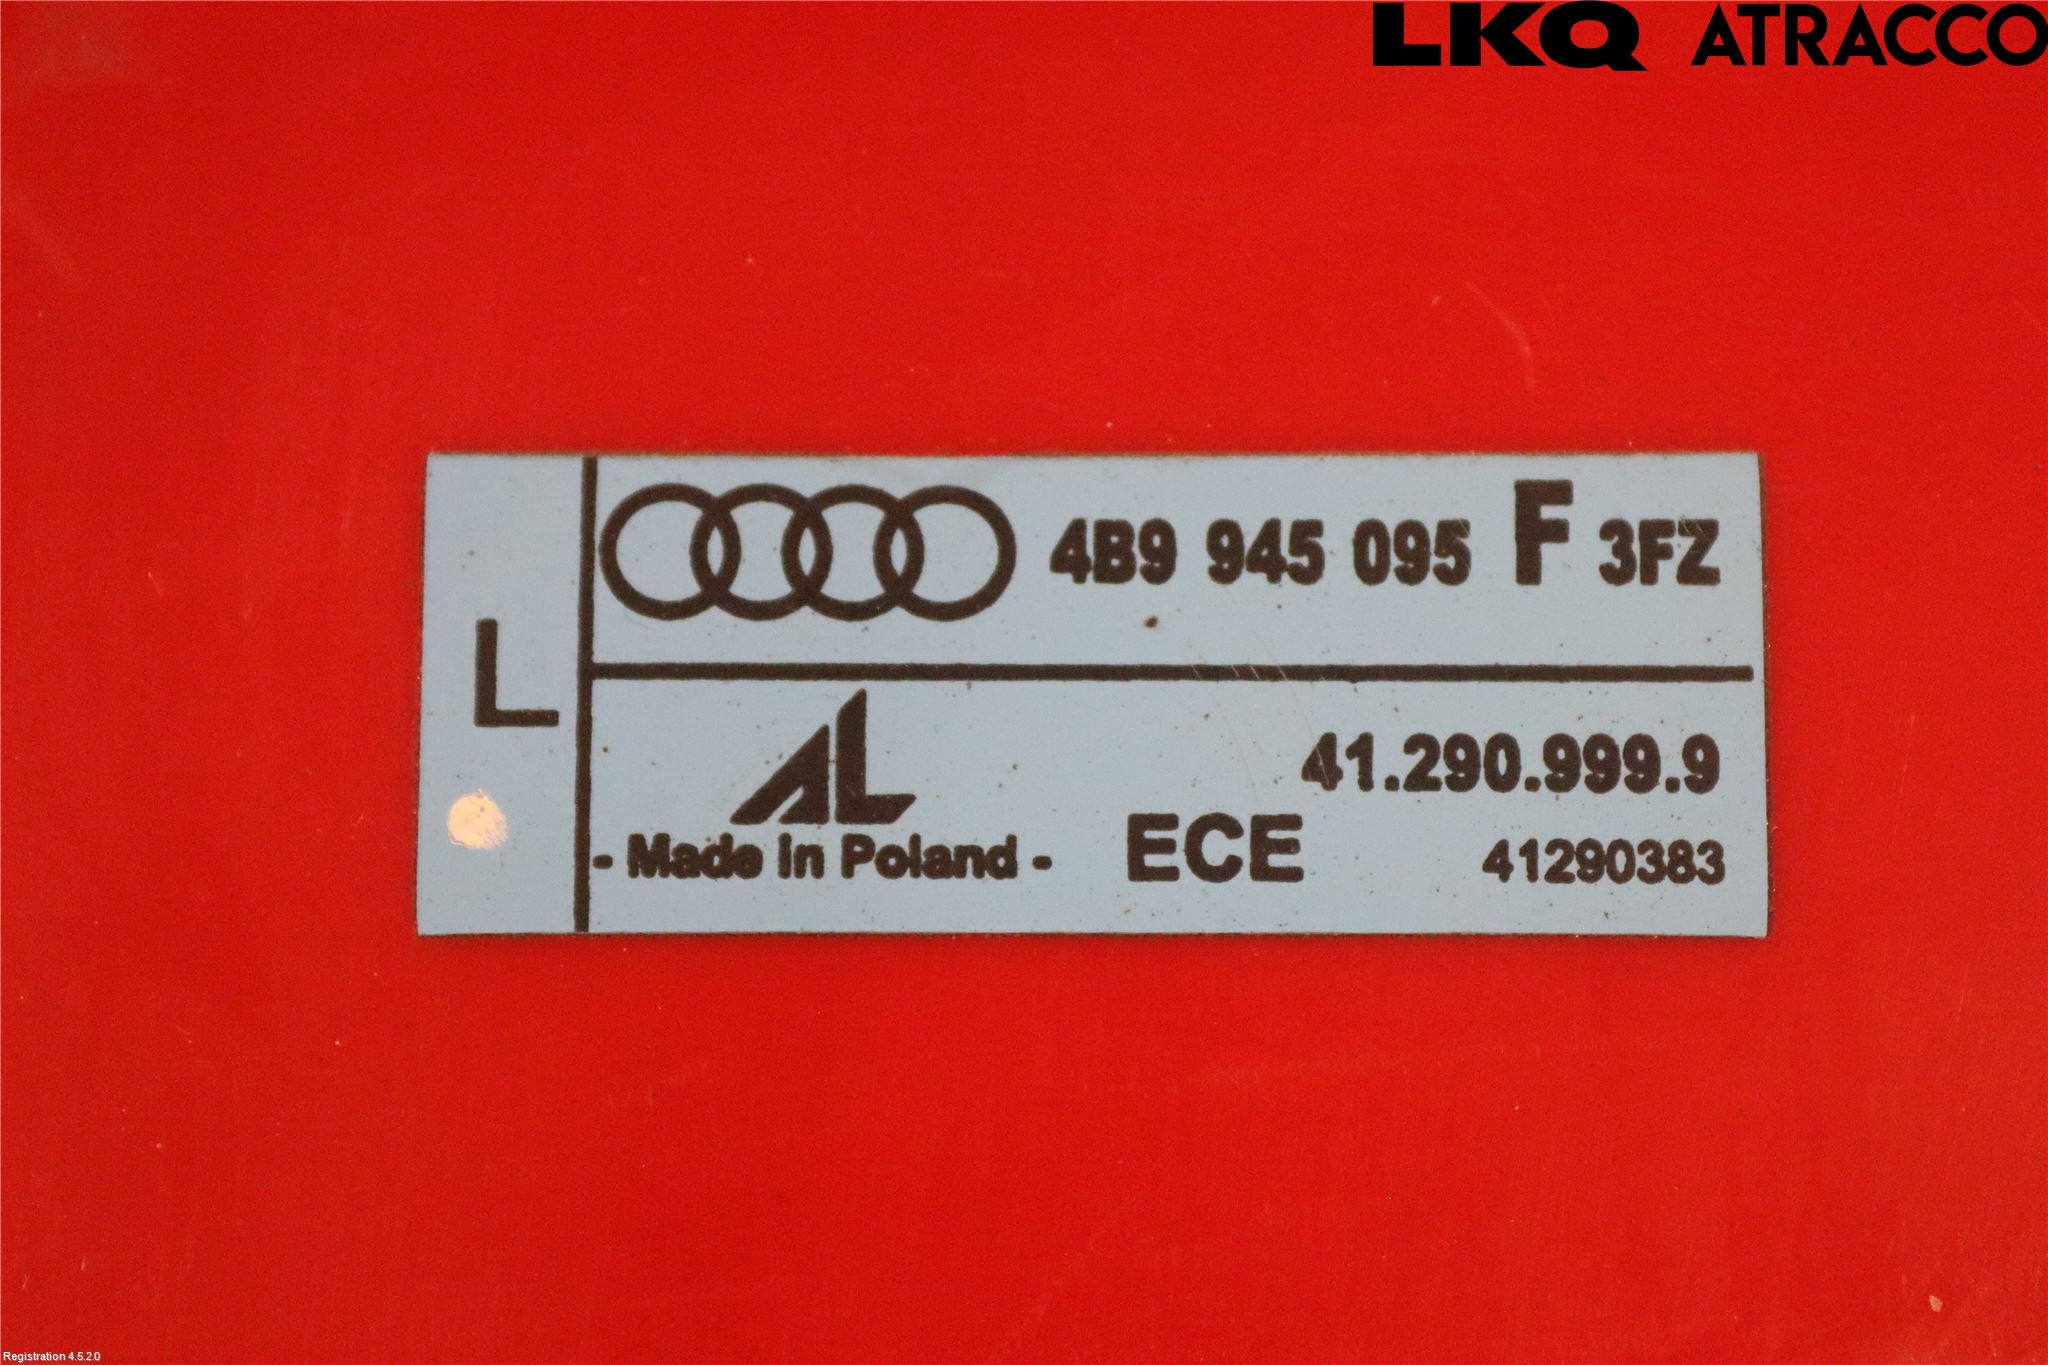 LKQ ATRACCO
4B9 945 095 F 3FZ
L
AL
41.290.999.9
- Made in Poland - ECE 41290383
Registration 4.5.2.0